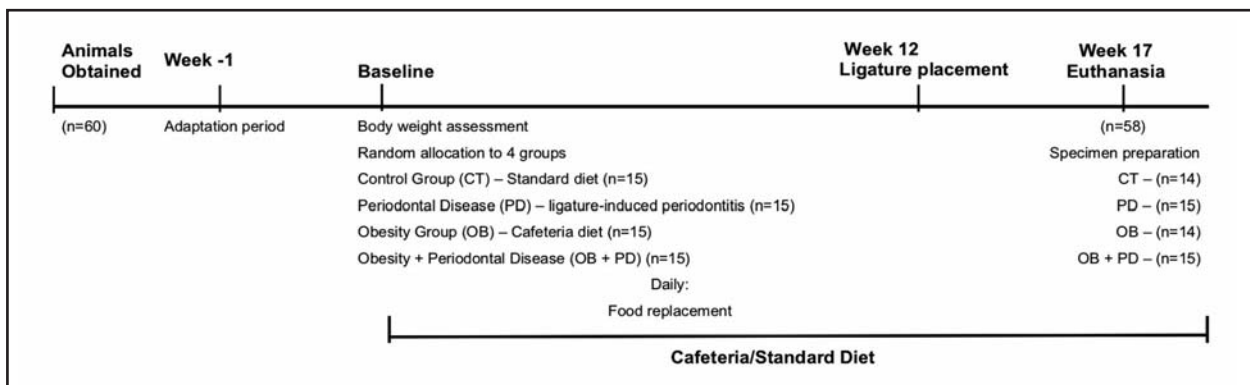 Animals
Obtained
Week -1
Baseline
Week 12
Ligature placement
Week 17
Euthanasia
(n=60)
Adaptation period
Body weight assessment
(n=58)
Random allocation to 4 groups
Specimen preparation
Control Group (CT) – Standard diet (n=15)
CT – (n=14)
Periodontal Disease (PD) – ligature-induced periodontitis (n=15)
PD – (n=15)
Obesity Group (OB) – Cafeteria diet (n=15)
OB – (n=14)
Obesity + Periodontal Disease (OB + PD) (n=15)
OB + PD – (n=15)
Daily:
Food replacement
Cafeteria/Standard Diet